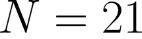 N = 21